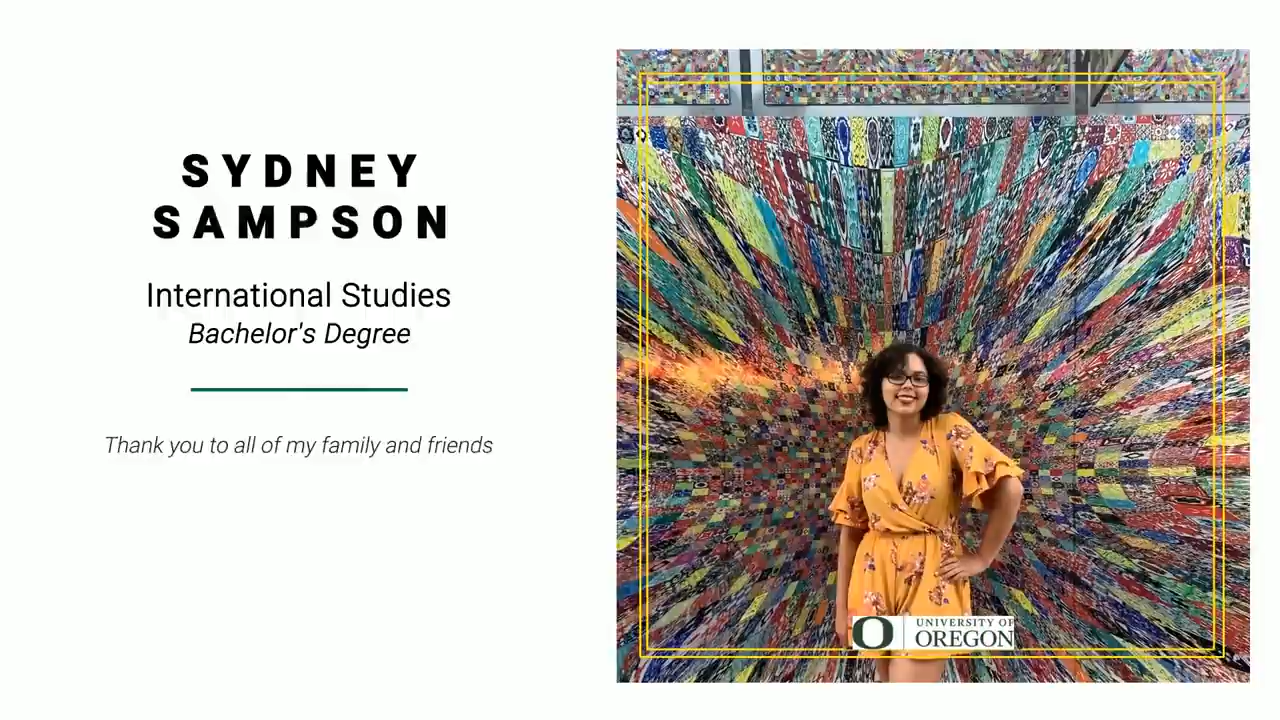 SYDNEY
SAMPSON
International Studies
Bachelor's Degree
Thank you to all of my family and friends
UNIVERSITY OF
OREGON